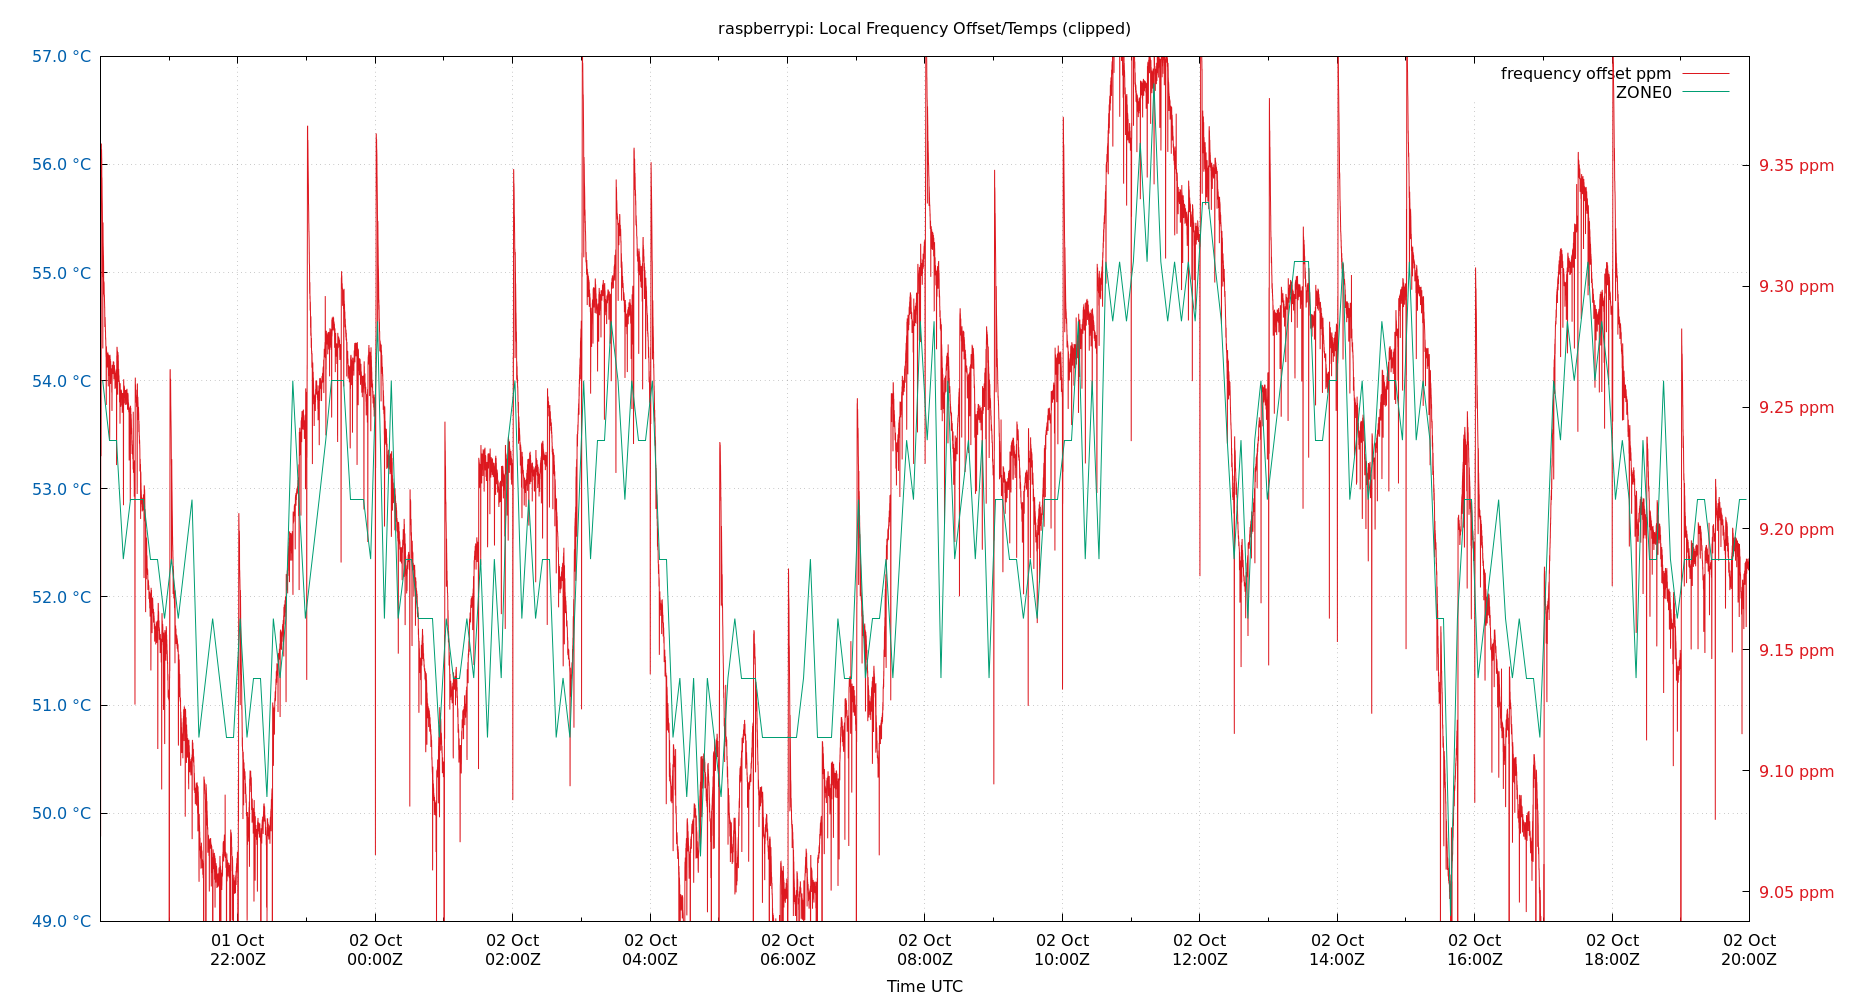 raspberrypi: Local Frequency Offset/Temps (clipped)
frequency offset ppm
ZONE0
57.0 °C
56.0 °C
55.0 °C
54.0 °C
53.0 °C
52.0 °C
51.0 °C
50.0 °C
49.0 °C
9.35 ppm
9.30 ppm
9.25 ppm
9.20 ppm
9.15 ppm
9.10 ppm
9.05 ppm
01 Oct
22:00Z
02 Oct
00:00Z
02 Oct
02:00Z
02 Oct
04:00Z
02 Oct
06:00Z
02 Oct
08:00Z
02 Oct
10:00Z
02 Oct
12:00Z
02 Oct
14:00Z
02 Oct
16:00Z
02 Oct
18:00Z
02 Oct
20:00Z
Time UTC